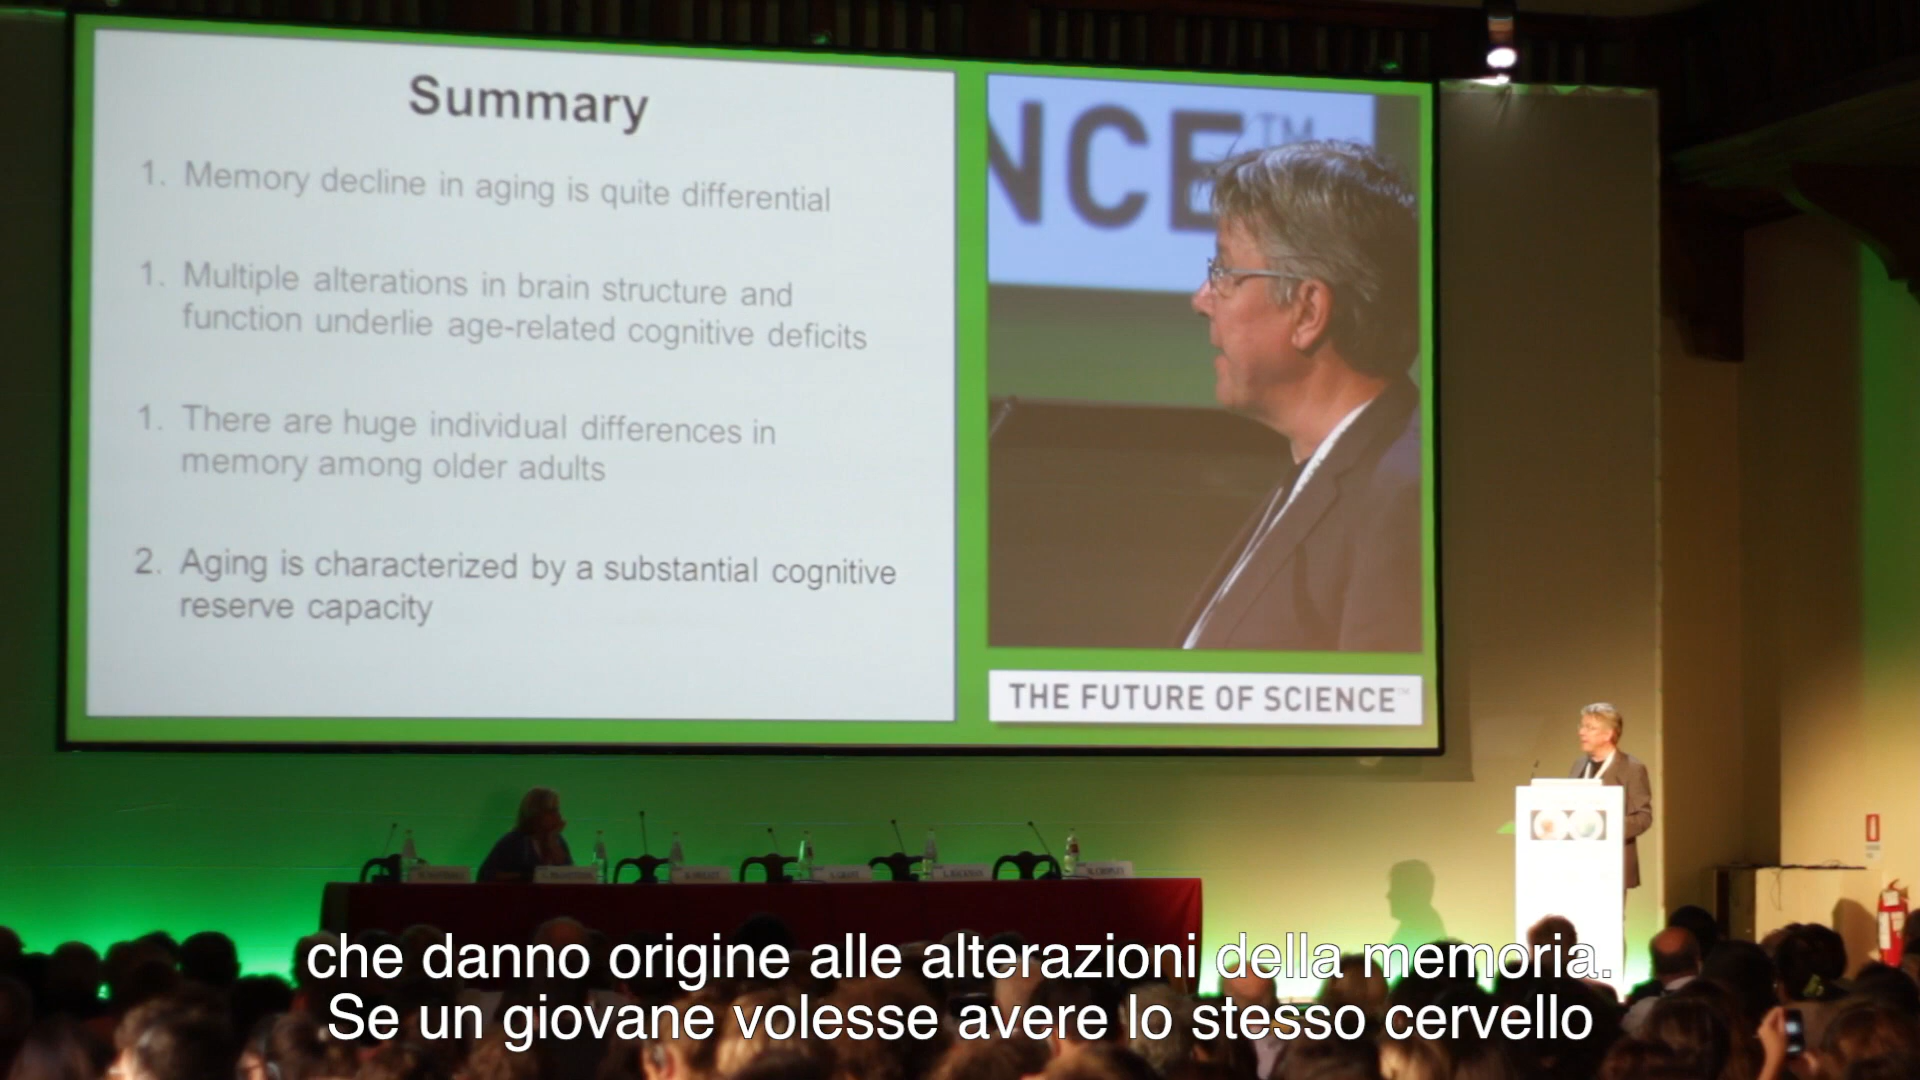 Summary
1. Memory decline in aging is quite differential
1. Multiple alterations in brain structure and
function underlie age-related cognitive deficits
1. There are huge individual differences in
memory among older adults
2. Aging is characterized by a substantial cognitive
reserve capacity
NCE™
THE FUTURE OF SCIENCE™
che danno origine alle alterazioni della memoria.
Se un giovane volesse avere lo stesso cervello